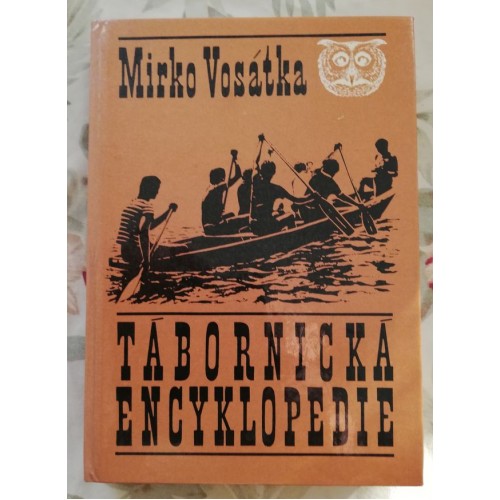 Mirko Vosátka
TÁBORNICKÁ
ENCYKLOPEDIE